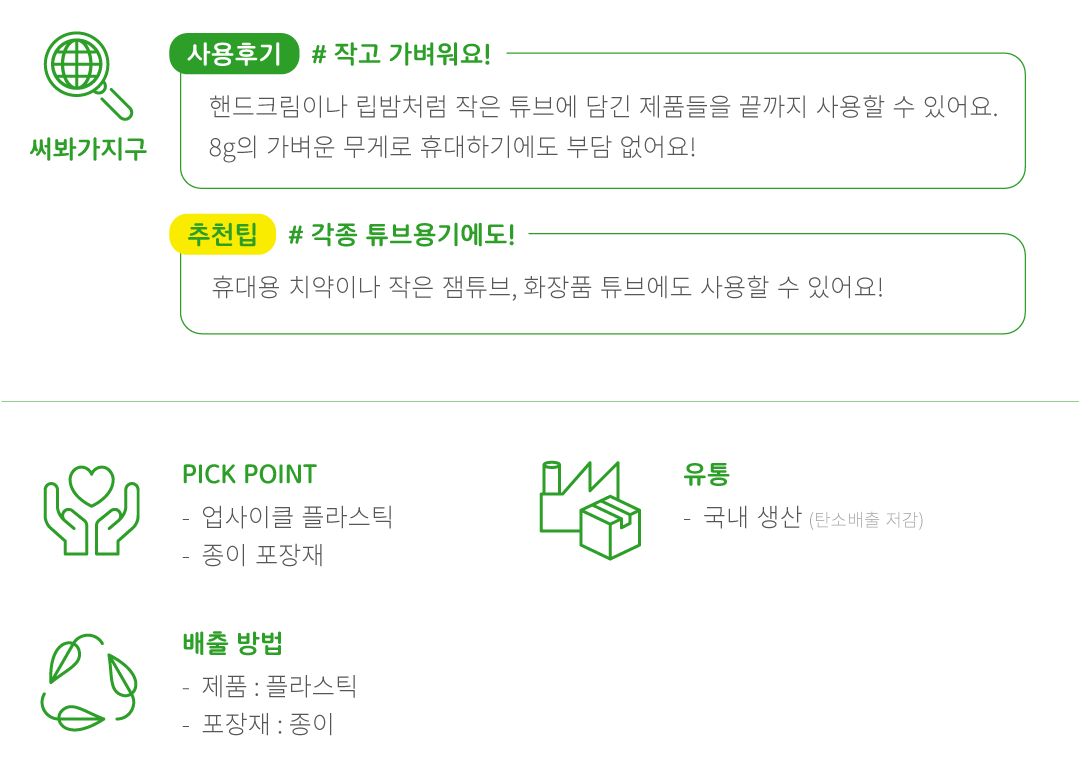 써봐가지구
사용후기 # 작고 가벼워요!
핸드크림이나 립밤처럼 작은 튜브에 담긴 제품들을 끝까지 사용할 수 있어요.
8g의 가벼운 무게로 휴대하기에도 부담 없어요!
추천팁 # 각종 튜브용기에도!
휴대용 치약이나 작은 잼튜브, 화장품 튜브에도 사용할 수 있어요!
PICK POINT
- 업사이클 플라스틱
- 종이 포장재
유통
- 국내 생산 (탄소배출 저감)
배출 방법
- 제품 : 플라스틱
- 포장재 : 종이